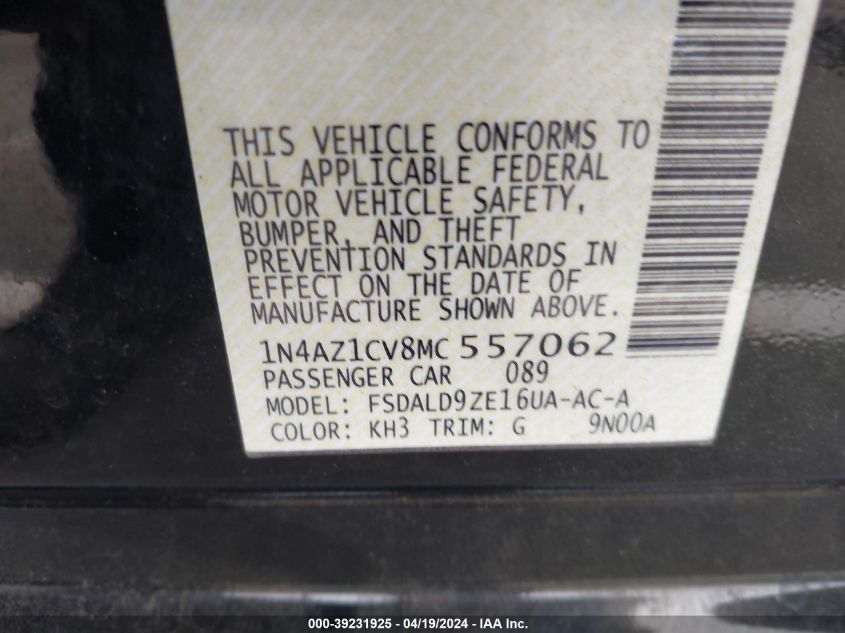 THIS VEHICLE CONFORMS TO
ALL APPLICABLE FEDERAL
MOTOR VEHICLE SAFETY,
BUMPER, AND THEFT
PREVENTION STANDARDS IN
EFFECT ON THE DATE OF
MANUFACTURE SHOWN ABOVE.
1N4AZ1CV8MC 557062
PASSENGER CAR 089
MODEL: FSDALD9ZE16UA-AC-A
COLOR: KH3 TRIM: G 9N00A
000-39231925 - 04/19/2024 - IAA Inc.